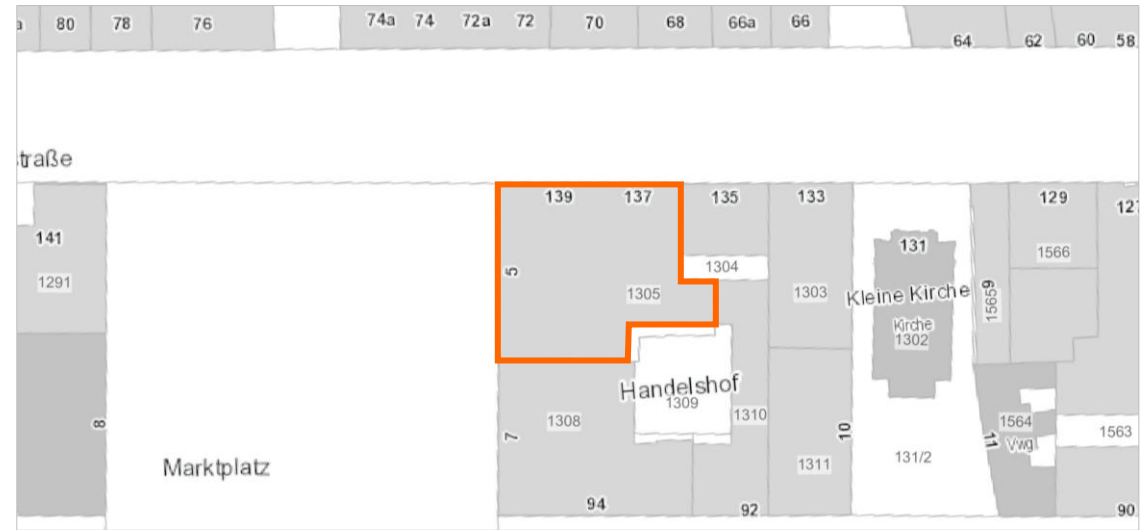 80 78 76 74a 74 72a 72 70 68 66a 66 64 62 60 58
traße
139 137 135 133 129
141 131
1291 5 1305 1304 1303 Kleine Kirche 1566
Kirche
1302
1565 9
Handelshof
1309
8 7 1308 1310 10 1564 1563
Vwg
11
Marktplatz 1311 131/2
94 92 90